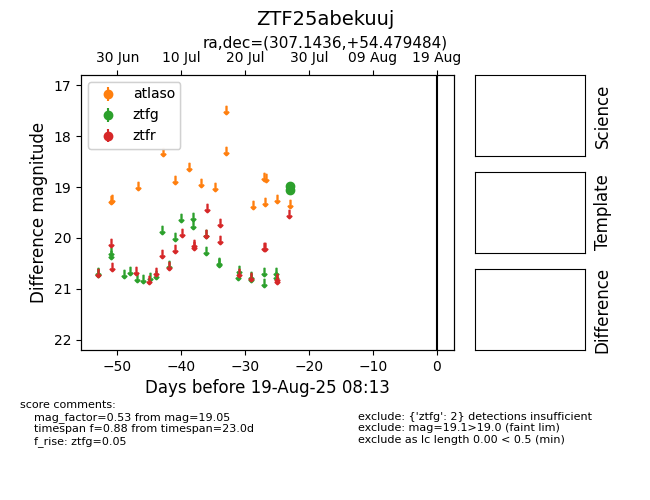 ZTF25abekuuj
ra,dec=(307.1436,+54.479484)
30 Jun 10 Jul 20 Jul 30 Jul 09 Aug 19 Aug
17
18
19
20
21
22
Difference magnitude
atlaso
ztfg
ztfr
−50 −40 −30 −20 −10 0
Days before 19-Aug-25 08:13
Science
Template
Difference
score comments:
mag_factor=0.53 from mag=19.05
timespan f=0.88 from timespan=23.0d
f_rise: ztfg=0.05
exclude: {'ztfg': 2} detections insufficient
exclude: mag=19.1>19.0 (faint lim)
exclude as lc length 0.00 < 0.5 (min)